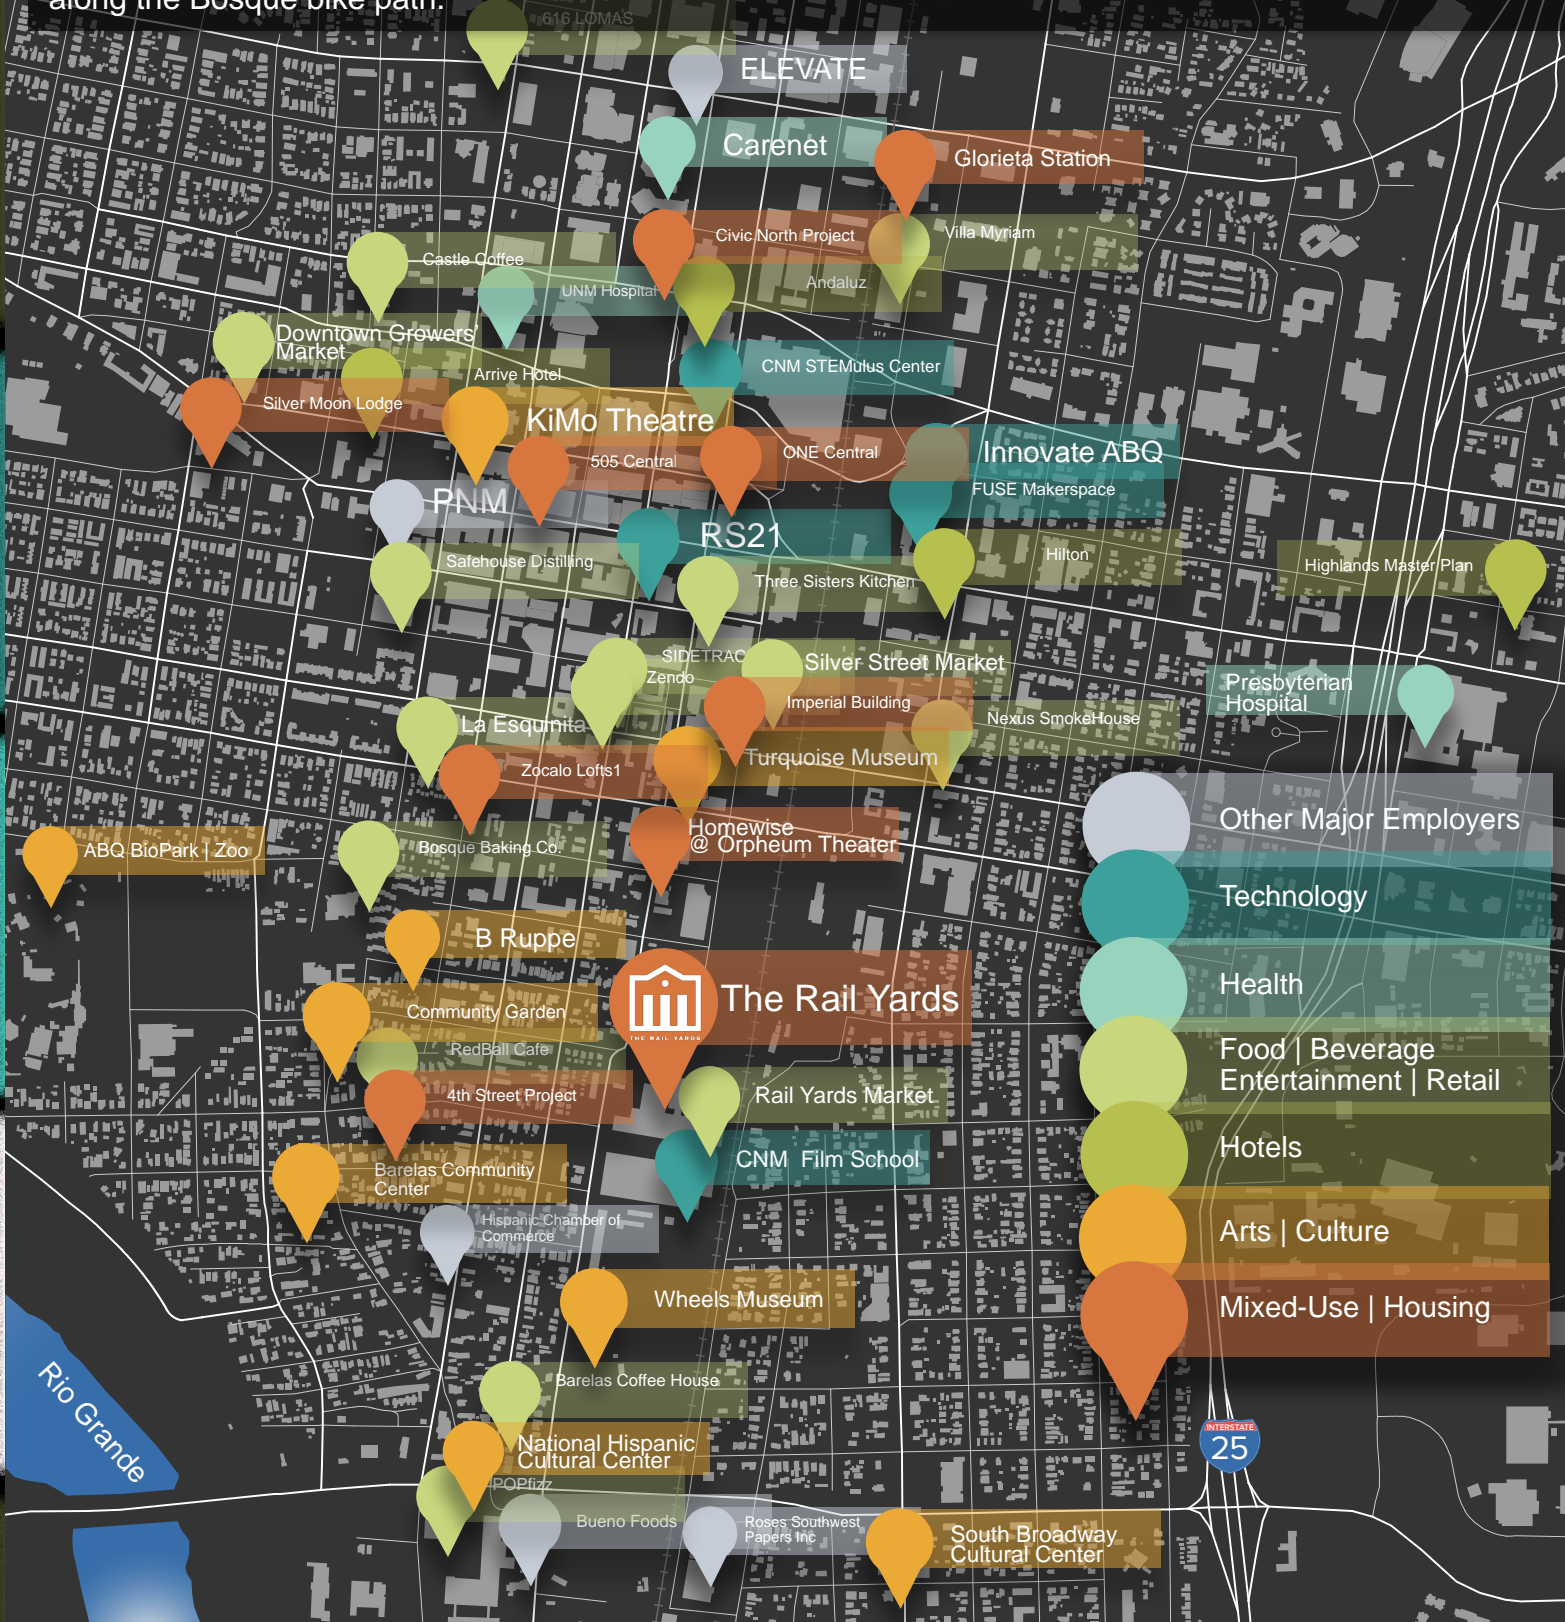 along the Bosque bike path.
616 LOMAS
ELEVATE
Carenet
Glorieta Station
Civic North Project
Villa Myriam
Castle Coffee
UNM Hospital
Andaluz
Downtown Growers'
Market
CNM STEMulus Center
Arrive Hotel
Silver Moon Lodge
KiMo Theatre
505 Central
ONE Central
Innovate ABQ
PNM
FUSE Makerspace
RS21
Safehouse Distilling
Three Sisters Kitchen
Hilton
Highlands Master Plan
SIDETRAC
Zendo
Silver Street Market
Presbyterian
Hospital
Imperial Building
La Esquinita
Nexus SmokeHouse
Turquoise Museum
Zocalo Lofts1
Homewise
@ Orpheum Theater
ABQ BioPark | Zoo
Bosque Baking Co.
B Ruppe
The Rail Yards
THE RAIL YARDS
Community Garden
RedBall Cafe
4th Street Project
Rail Yards Market
CNM Film School
Barelas Community
Center
Hispanic Chamber of
Commerce
Wheels Museum
Barelas Coffee House
National Hispanic
Cultural Center
POPfizz
Bueno Foods
Roses Southwest
Papers Inc
South Broadway
Cultural Center
Rio Grande
Other Major Employers
Technology
Health
Food | Beverage
Entertainment | Retail
Hotels
Arts | Culture
Mixed-Use | Housing
INTERSTATE
25